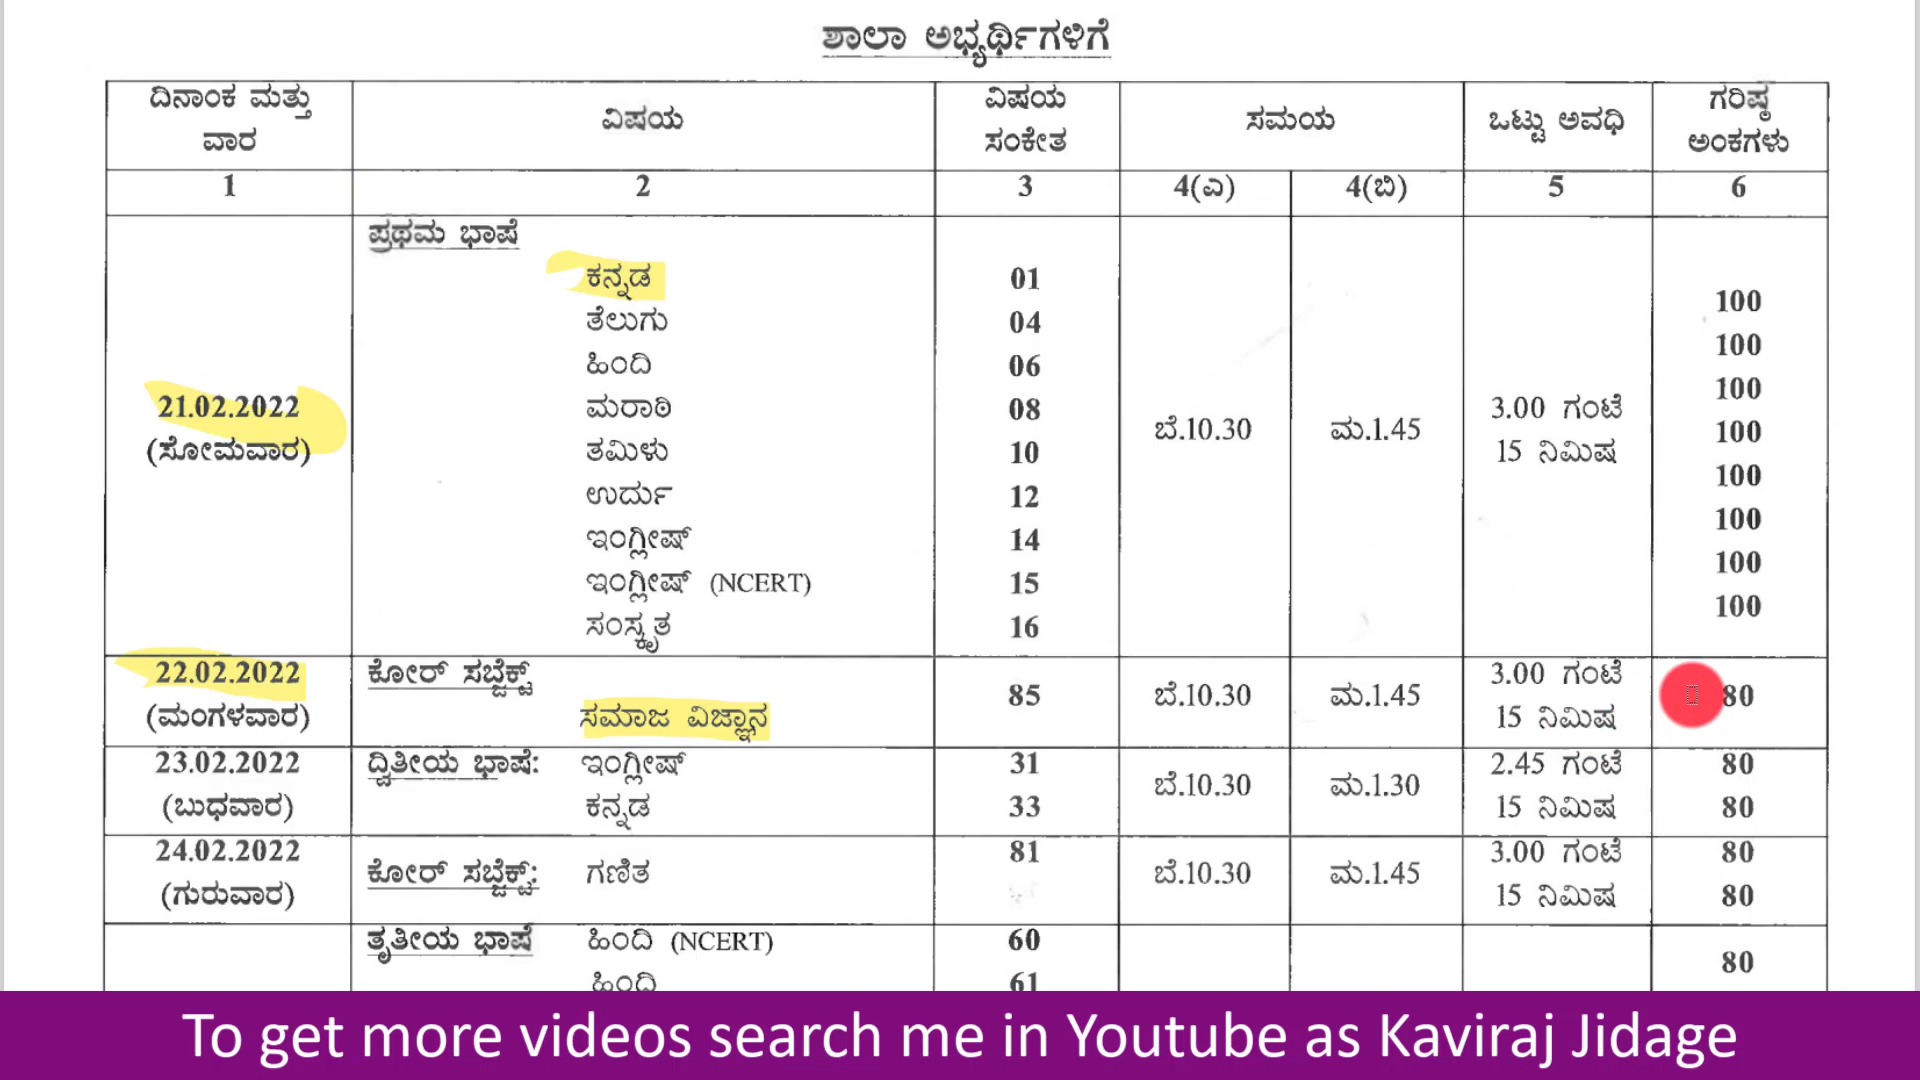 ಶಾಲಾ ಅಭ್ಯರ್ಥಿಗಳಿಗೆ
ದಿನಾಂಕ ಮತ್ತು ವಾರ ವಿಷಯ ವಿಷಯ ಸಂಕೇತ ಸಮಯ ಒಟ್ಟು ಅವಧಿ ಗರಿಷ್ಠ ಅಂಕಗಳು
1 2 3 4(ಎ) 4(ಬಿ) 5 6
ಪ್ರಥಮ ಭಾಷೆ
ಕನ್ನಡ 01 100
ತೆಲುಗು 04 100
ಹಿಂದಿ 06 100
21.02.2022 ಮರಾಠಿ 08 ಬೆ.10.30 ಮ.1.45 3.00 ಗಂಟೆ 100
(ಸೋಮವಾರ) ತಮಿಳು 10 15 ನಿಮಿಷ 100
ಉರ್ದು 12 100
ಇಂಗ್ಲೀಷ್ 14 100
ಇಂಗ್ಲೀಷ್ (NCERT) 15 100
ಸಂಸ್ಕೃತ 16
22.02.2022 ಕೋರ್ ಸಬ್ಜೆಕ್ಟ್ 85 ಬೆ.10.30 ಮ.1.45 3.00 ಗಂಟೆ 80
(ಮಂಗಳವಾರ) ಸಮಾಜ ವಿಜ್ಞಾನ 15 ನಿಮಿಷ
23.02.2022 ದ್ವಿತೀಯ ಭಾಷೆ: ಇಂಗ್ಲೀಷ್ 31 ಬೆ.10.30 ಮ.1.30 2.45 ಗಂಟೆ 80
(ಬುಧವಾರ) ಕನ್ನಡ 33 15 ನಿಮಿಷ 80
24.02.2022 ಕೋರ್ ಸಬ್ಜೆಕ್ಟ್: ಗಣಿತ 81 ಬೆ.10.30 ಮ.1.45 3.00 ಗಂಟೆ 80
(ಗುರುವಾರ) 15 ನಿಮಿಷ 80
ತೃತೀಯ ಭಾಷೆ ಹಿಂದಿ (NCERT) 60 80
ಹಿಂದಿ 61
To get more videos search me in Youtube as Kaviraj Jidage